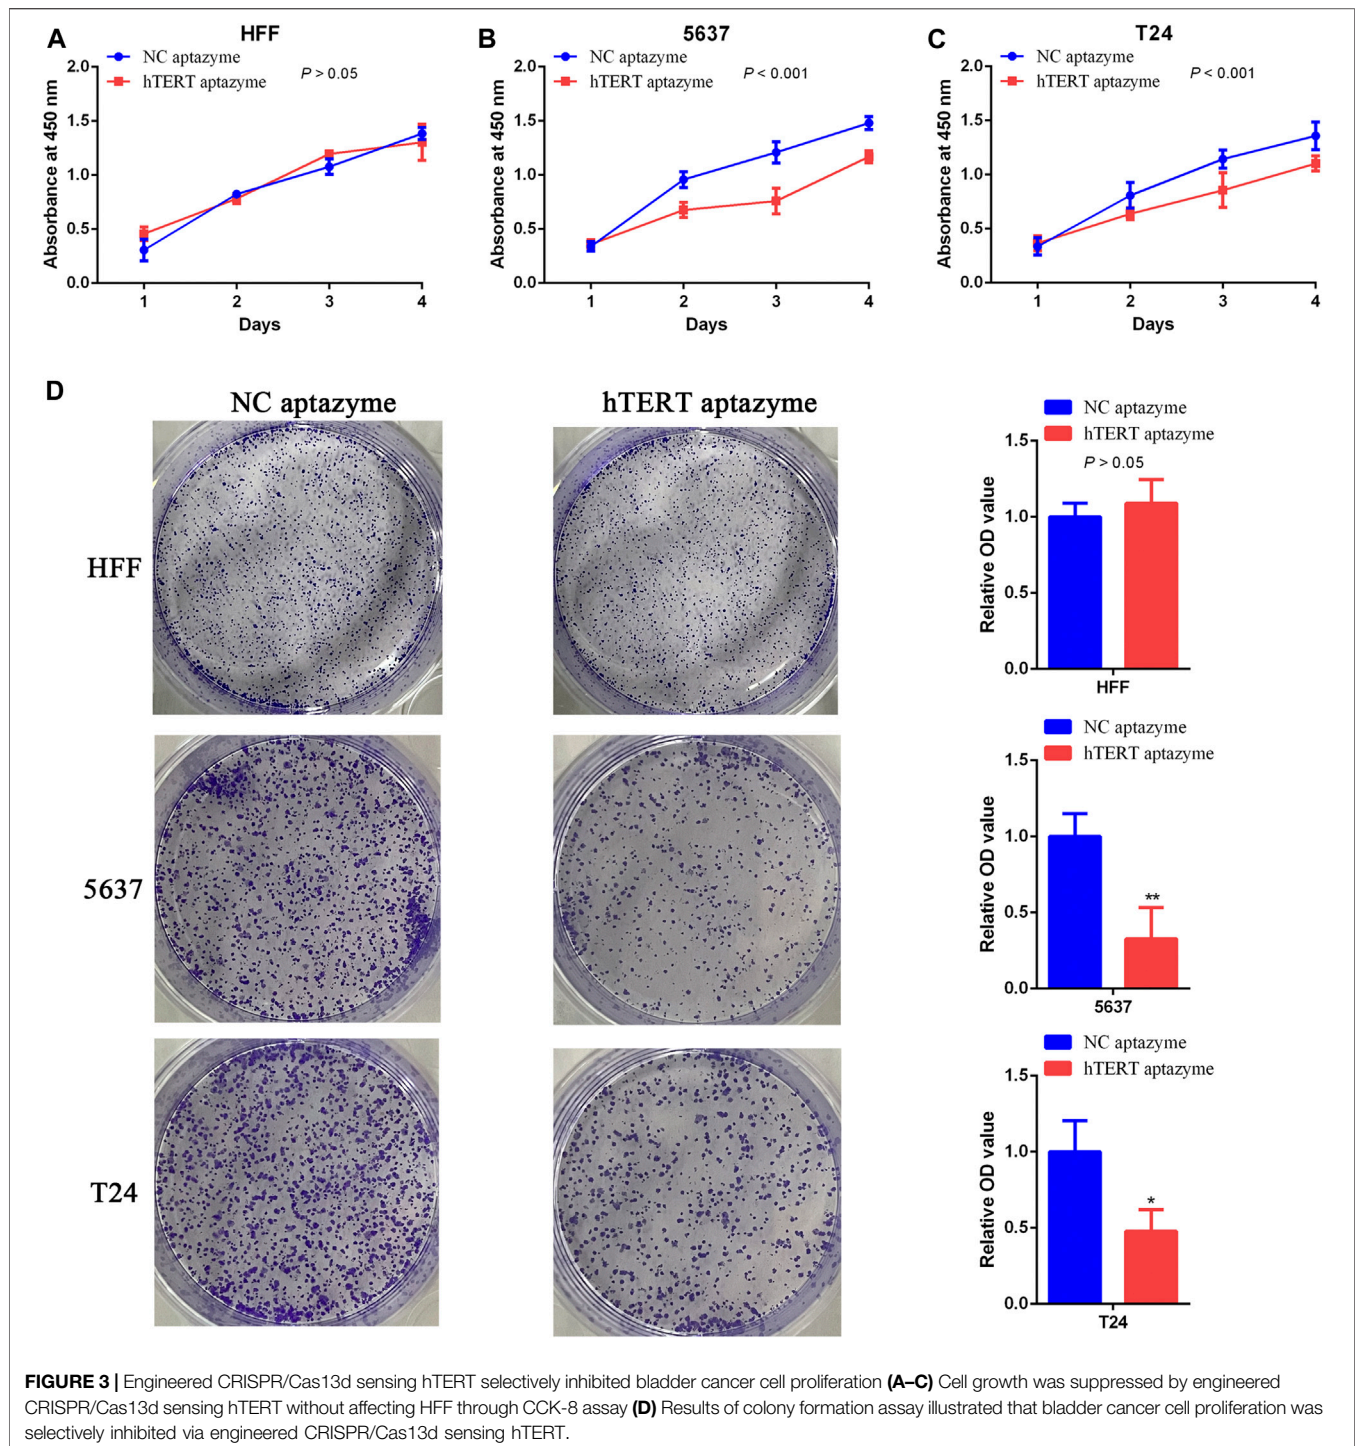 A
HFF
NC aptazyme
hTERT aptazyme
P > 0.05
Absorbance at 450 nm
2.0
1.5
1.0
0.5
0.0
1 2 3 4
Days
B
5637
NC aptazyme
hTERT aptazyme
P < 0.001
Absorbance at 450 nm
2.0
1.5
1.0
0.5
0.0
1 2 3 4
Days
C
T24
NC aptazyme
hTERT aptazyme
P < 0.001
Absorbance at 450 nm
2.0
1.5
1.0
0.5
0.0
1 2 3 4
Days
D
NC aptazyme hTERT aptazyme
HFF
NC aptazyme
hTERT aptazyme
P > 0.05
Relative OD value
1.5
1.0
0.5
0.0
HFF
5637
NC aptazyme
hTERT aptazyme
Relative OD value
1.5
1.0
0.5
0.0
**
5637
T24
NC aptazyme
hTERT aptazyme
Relative OD value
1.5
1.0
0.5
0.0
*
T24
FIGURE 3 | Engineered CRISPR/Cas13d sensing hTERT selectively inhibited bladder cancer cell proliferation (A–C) Cell growth was suppressed by engineered
CRISPR/Cas13d sensing hTERT without affecting HFF through CCK-8 assay (D) Results of colony formation assay illustrated that bladder cancer cell proliferation was
selectively inhibited via engineered CRISPR/Cas13d sensing hTERT.